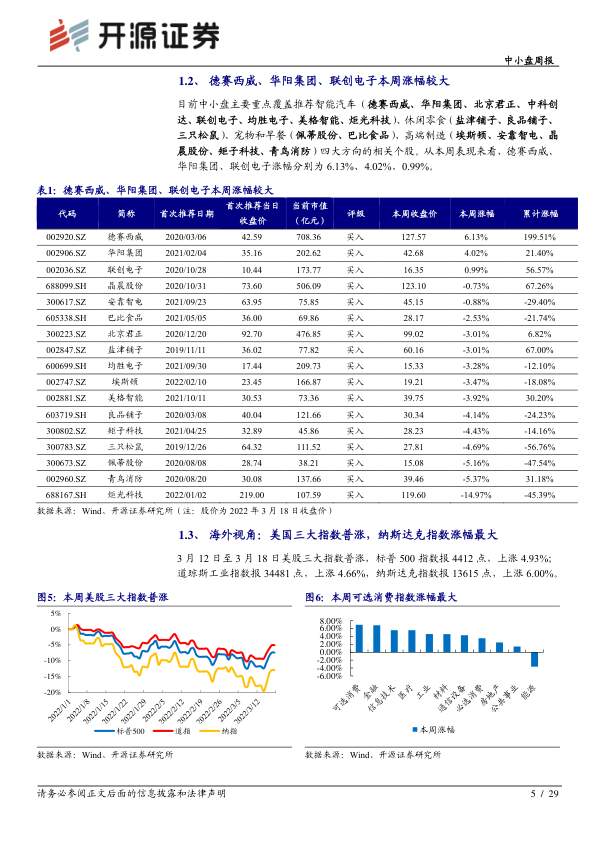 开源证券
中小盘周报
1.2、 德赛西威、华阳集团、联创电子本周涨幅较大
目前中小盘主要重点覆盖推荐智能汽车（德赛西威、华阳集团、北京君正、中科创
达、联创电子、均胜电子、美格智能、炬光科技）、休闲零食（盐津铺子、良品铺子、
三只松鼠）、宠物和早餐（佩蒂股份、巴比食品）、高端制造（埃斯顿、安靠智电、晶
晨股份、矩子科技、青鸟消防）四大方向的相关个股。从本周表现来看，德赛西威、
华阳集团、联创电子涨幅分别为 6.13%、4.02%、0.99%。
表1：德赛西威、华阳集团、联创电子本周涨幅较大
代码 简称 首次推荐日期 首次推荐当日收盘价 当前市值（亿元） 评级 本周收盘价 本周涨幅 累计涨幅
002920.SZ 德赛西威 2020/03/06 42.59 708.36 买入 127.57 6.13% 199.51%
002906.SZ 华阳集团 2021/02/04 35.16 202.62 买入 42.68 4.02% 21.40%
002036.SZ 联创电子 2020/10/28 10.44 173.77 买入 16.35 0.99% 56.57%
688099.SH 晶晨股份 2020/10/31 73.60 506.09 买入 123.10 -0.73% 67.26%
300617.SZ 安靠智电 2021/09/23 63.95 75.85 买入 45.15 -0.88% -29.40%
605338.SH 巴比食品 2021/05/05 36.00 69.86 买入 28.17 -2.53% -21.74%
300223.SZ 北京君正 2020/12/20 92.70 476.85 买入 99.02 -3.01% 6.82%
002847.SZ 盐津铺子 2019/11/11 36.02 77.82 买入 60.16 -3.01% 67.00%
600699.SH 均胜电子 2021/09/30 17.44 209.73 买入 15.33 -3.28% -12.10%
002747.SZ 埃斯顿 2022/02/10 23.45 166.87 买入 19.21 -3.47% -18.08%
002881.SZ 美格智能 2021/10/11 30.53 73.36 买入 39.75 -3.92% 30.20%
603719.SH 良品铺子 2020/03/08 40.04 121.66 买入 30.34 -4.14% -24.23%
300802.SZ 矩子科技 2021/04/25 32.89 45.86 买入 28.23 -4.43% -14.16%
300783.SZ 三只松鼠 2019/12/26 64.32 111.52 买入 27.81 -4.69% -56.76%
300673.SZ 佩蒂股份 2020/08/08 28.74 38.21 买入 15.08 -5.16% -47.54%
002960.SZ 青鸟消防 2020/08/20 30.08 137.66 买入 39.46 -5.37% 31.18%
688167.SH 炬光科技 2022/01/02 219.00 107.59 买入 119.60 -14.97% -45.39%
数据来源：Wind、开源证券研究所（注：股价为 2022 年 3 月 18 日收盘价）
1.3、 海外视角：美国三大指数普涨，纳斯达克指数涨幅最大
3 月 12 日至 3 月 18 日美股三大指数普涨，标普 500 指数报 4412 点，上涨 4.93%；
道琼斯工业指数报 34481 点，上涨 4.66%，纳斯达克指数报 13615 点，上涨 6.00%。
图5：本周美股三大指数普涨
5%
0%
-5%
-10%
-15%
-20%
2022/1/1 2022/1/8 2022/1/15 2022/1/22 2022/1/29 2022/2/5 2022/2/12 2022/2/19 2022/2/26 2022/3/5 2022/3/12
标普500 道指 纳指
数据来源：Wind、开源证券研究所
图6：本周可选消费指数涨幅最大
8.00%
6.00%
4.00%
2.00%
0.00%
-2.00%
-4.00%
-6.00%
可选消费 金融 信息技术 医疗 工业 材料 通信设备 必选消费 房地产 公共事业 能源
本周涨幅
数据来源：Wind、开源证券研究所
请务必参阅正文后面的信息披露和法律声明
5 / 29